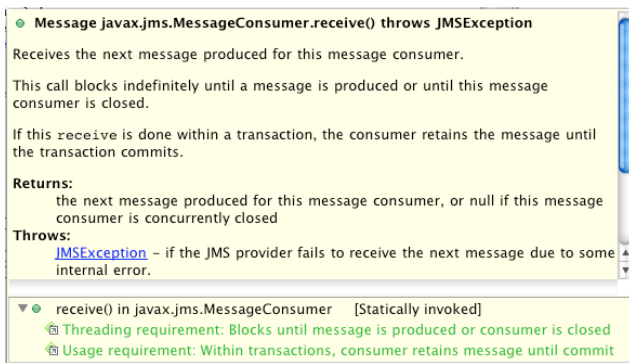 Message javax.jms.MessageConsumer.receive() throws JMSException
Receives the next message produced for this message consumer.
This call blocks indefinitely until a message is produced or until this message
consumer is closed.
If this receive is done within a transaction, the consumer retains the message until
the transaction commits.
Returns:
the next message produced for this message consumer, or null if this message
consumer is concurrently closed
Throws:
JMSException – if the JMS provider fails to receive the next message due to some
internal error.
receive() in javax.jms.MessageConsumer [Statically invoked]
Threading requirement: Blocks until message is produced or consumer is closed
Usage requirement: Within transactions, consumer retains message until commit